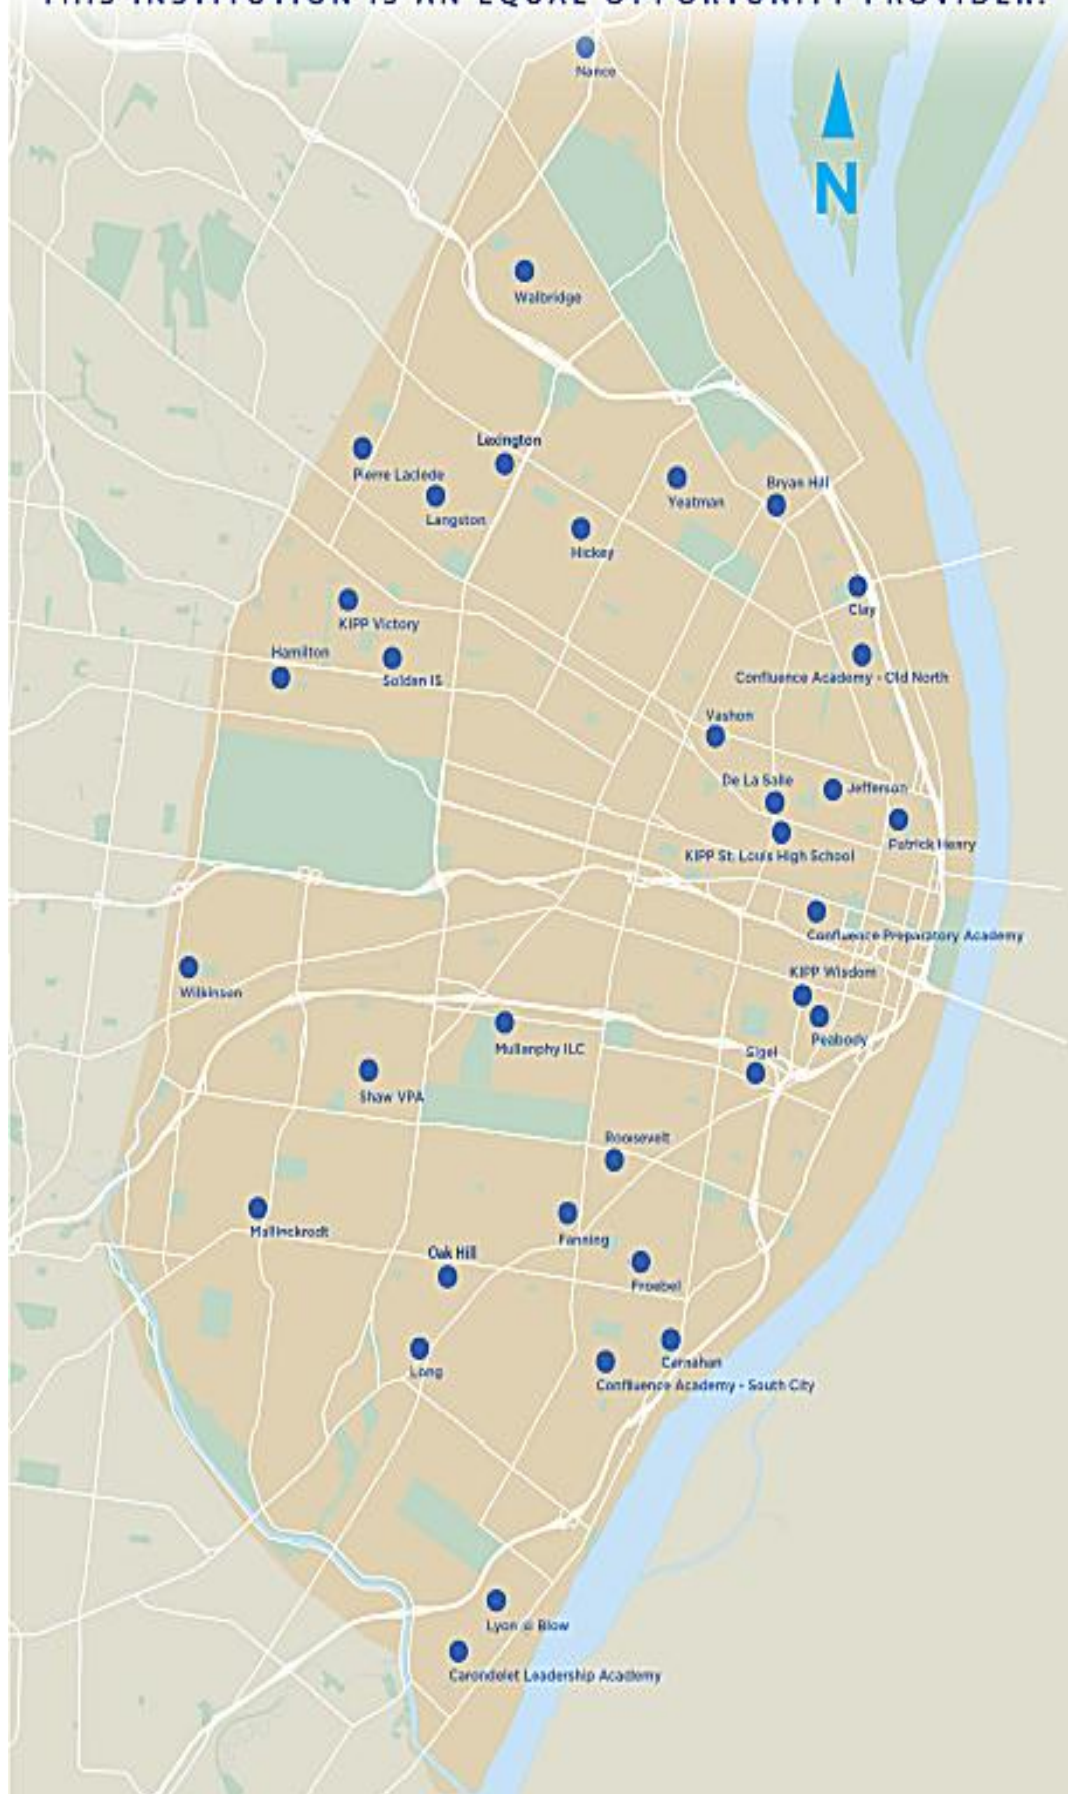 THIS INSTITUTION IS AN EQUAL OPPORTUNITY PROVIDER.
Nance
N
Walbridge
Lexington
Pierre Laclede
Langston
Yeatman
Bryan Hill
Hickey
Clay
KIPP Victory
Hamilton
Soldan IS
Confluence Academy - Old North
Vashon
De La Salle
Jefferson
Patrick Henry
KIPP St. Louis High School
Confluence Preparatory Academy
KIPP Wisdom
Wilkinson
Peabody
Mullanphy ILC
Sigel
Shaw VPA
Roosevelt
Mallinckrodt
Fanning
Oak Hill
Froebel
Carnahan
Long
Confluence Academy - South City
Lyon @ Blow
Carondelet Leadership Academy